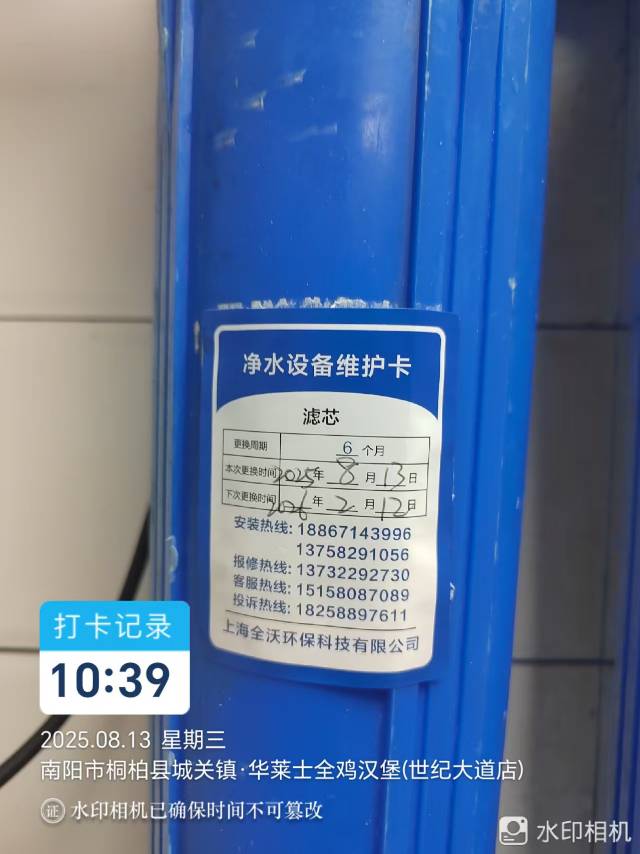 净水设备维护卡
滤芯
更换周期 6 个月
本次更换时间 2025 年 8 月 13 日
下次更换时间 2026 年 2 月 12 日
安装热线: 18867143996
13758291056
报修热线: 13732292730
客服热线: 15158087089
投诉热线: 18258897611
上海全沃环保科技有限公司
打卡记录
10:39
2025.08.13 星期三
南阳市桐柏县城关镇·华莱士全鸡汉堡(世纪大道店)
证 水印相机已确保时间不可篡改
水印相机